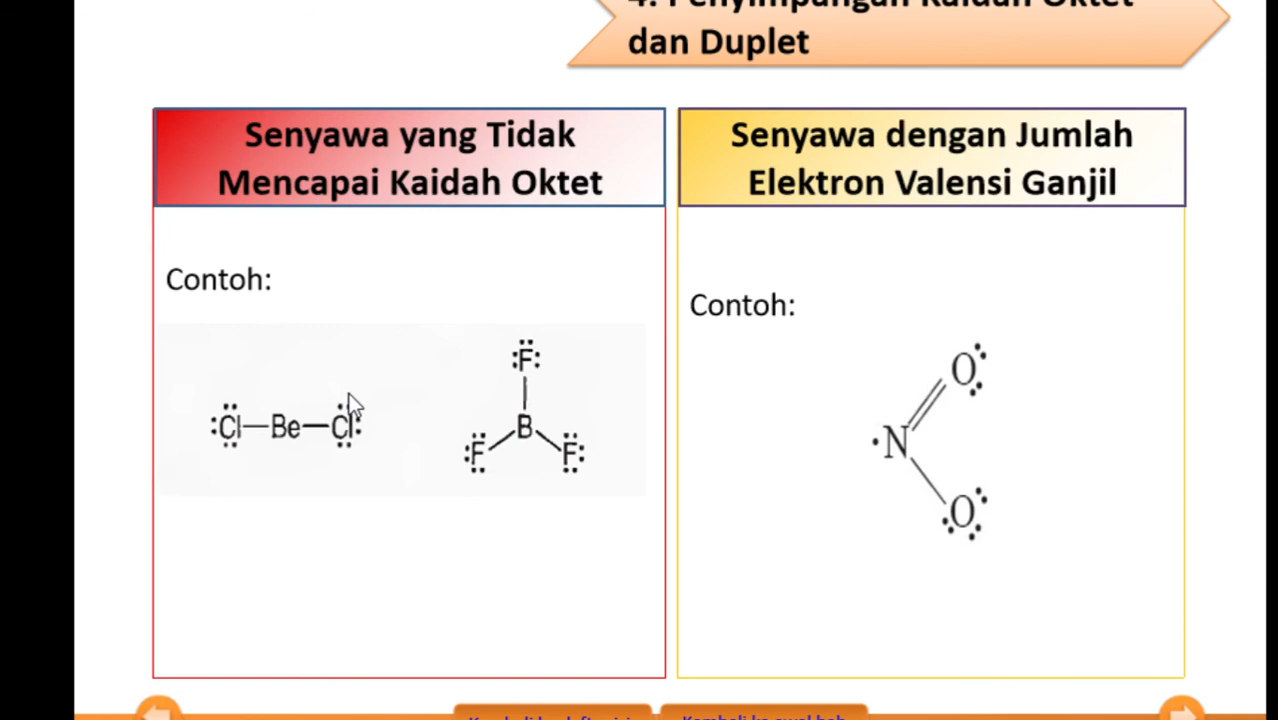 4. Penyimpangan Kaidah Oktet
dan Duplet
Senyawa yang Tidak
Mencapai Kaidah Oktet
Senyawa dengan Jumlah
Elektron Valensi Ganjil
Contoh:
Cl Be Cl
F
B
F F
Contoh:
O
N
O